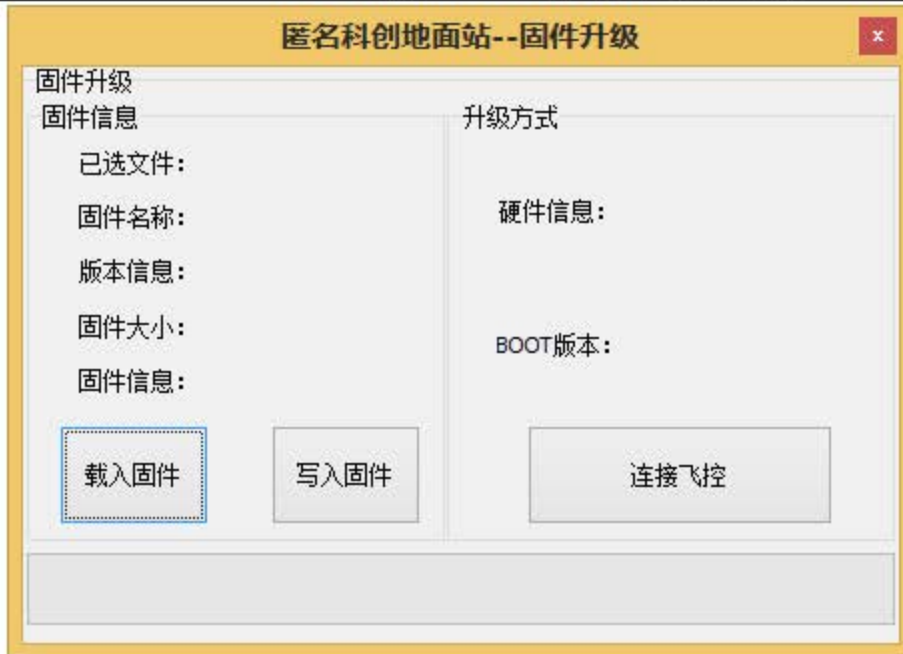 匿名科创地面站--固件升级
x
固件升级
固件信息
已选文件：
固件名称：
版本信息：
固件大小：
固件信息：
载入固件
写入固件
升级方式
硬件信息：
BOOT版本：
连接飞控